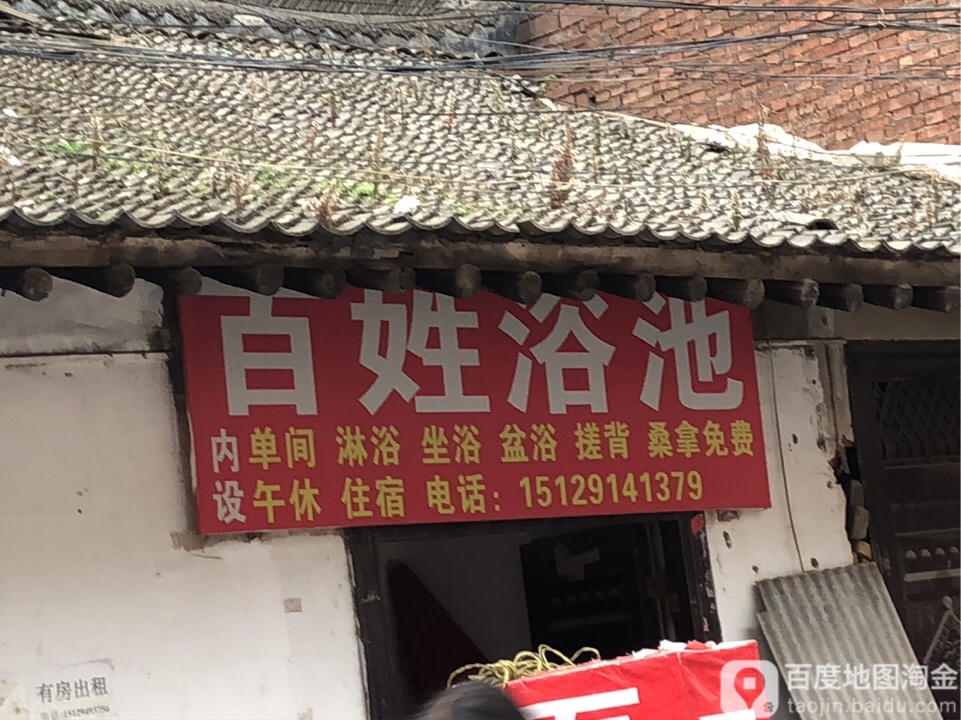 百姓浴池
内单间 淋浴 坐浴 盆浴 搓背 桑拿免费
设午休 住宿 电话：15129141379
有房出租
百度地图淘金
taojin.baidu.com